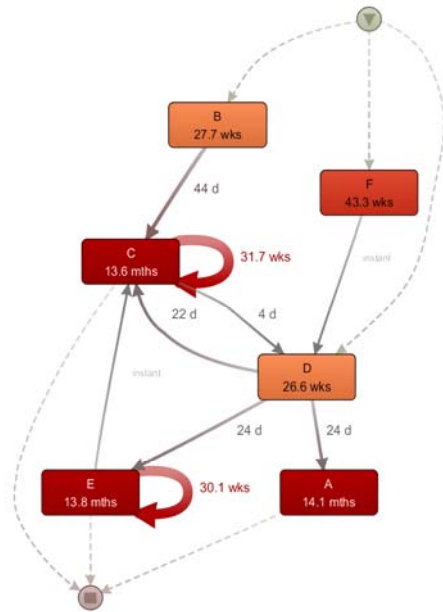 B
27.7 wks
F
43.3 wks
44 d
instant
C
13.6 mths
31.7 wks
22 d
4 d
instant
D
26.6 wks
24 d
24 d
E
13.8 mths
30.1 wks
A
14.1 mths